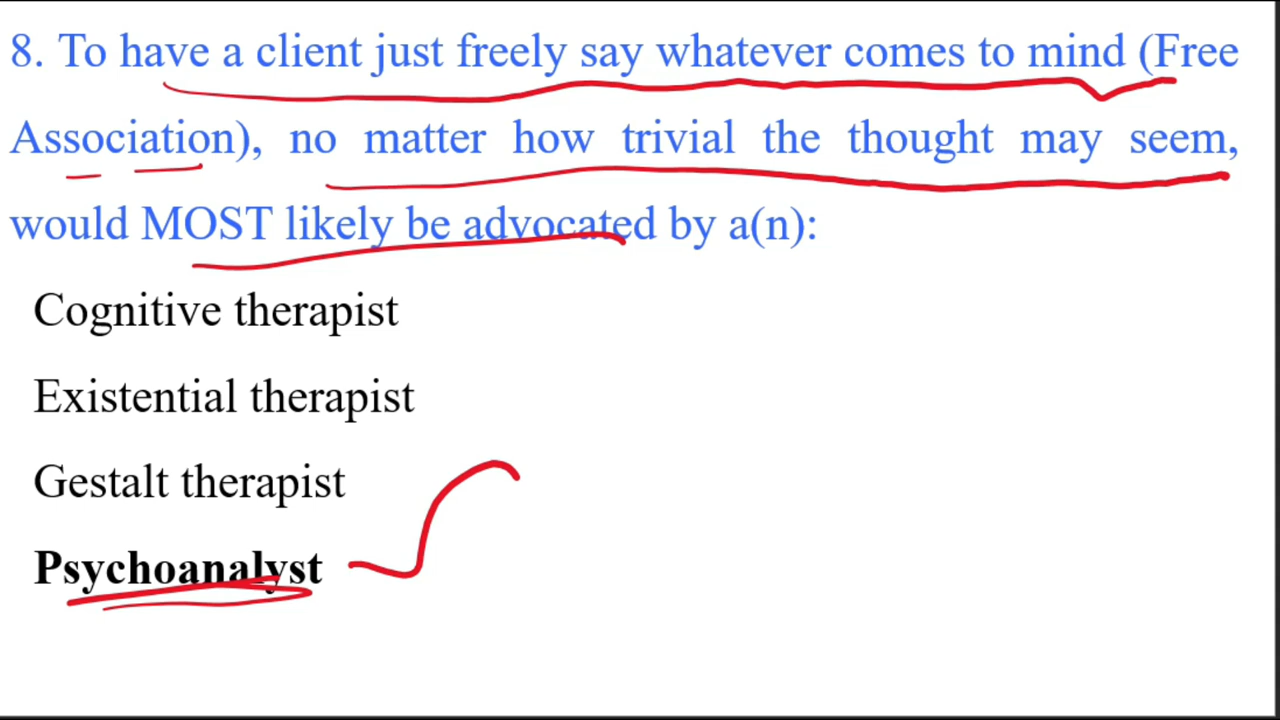 8. To have a client just freely say whatever comes to mind (Free
Association), no matter how trivial the thought may seem,
would MOST likely be advocated by a(n):
Cognitive therapist
Existential therapist
Gestalt therapist
Psychoanalyst